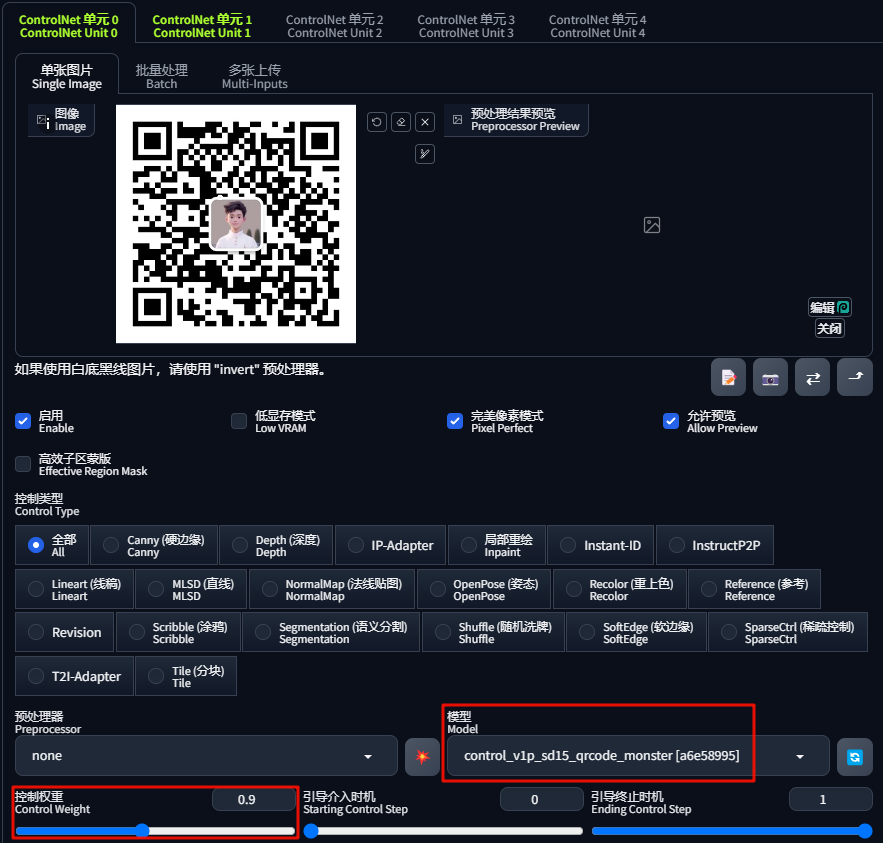 ControlNet 单元 0
ControlNet Unit 0
ControlNet 单元 1
ControlNet Unit 1
ControlNet 单元 2
ControlNet Unit 2
ControlNet 单元 3
ControlNet Unit 3
ControlNet 单元 4
ControlNet Unit 4
单张图片
Single Image
批量处理
Batch
多张上传
Multi-Inputs
图像
Image
预处理结果预览
Preprocessor Preview
编辑
关闭
如果使用白底黑线图片，请使用 "invert" 预处理器。
启用
Enable
低显存模式
Low VRAM
完美像素模式
Pixel Perfect
允许预览
Allow Preview
高效子区蒙版
Effective Region Mask
控制类型
Control Type
全部
All
Canny (硬边缘)
Canny
Depth (深度)
Depth
IP-Adapter
局部重绘
Inpaint
Instant-ID
InstructP2P
Lineart (线稿)
Lineart
MLSD (直线)
MLSD
NormalMap (法线贴图)
NormalMap
OpenPose (姿态)
OpenPose
Recolor (重上色)
Recolor
Reference (参考)
Reference
Revision
Scribble (涂鸦)
Scribble
Segmentation (语义分割)
Segmentation
Shuffle (随机洗牌)
Shuffle
SoftEdge (软边缘)
SoftEdge
SparseCtrl (稀疏控制)
SparseCtrl
T2I-Adapter
Tile (分块)
Tile
预处理器
Preprocessor
none
模型
Model
control_v1p_sd15_qrcode_monster [a6e58995]
控制权重
Control Weight
0.9
引导介入时机
Starting Control Step
0
引导终止时机
Ending Control Step
1